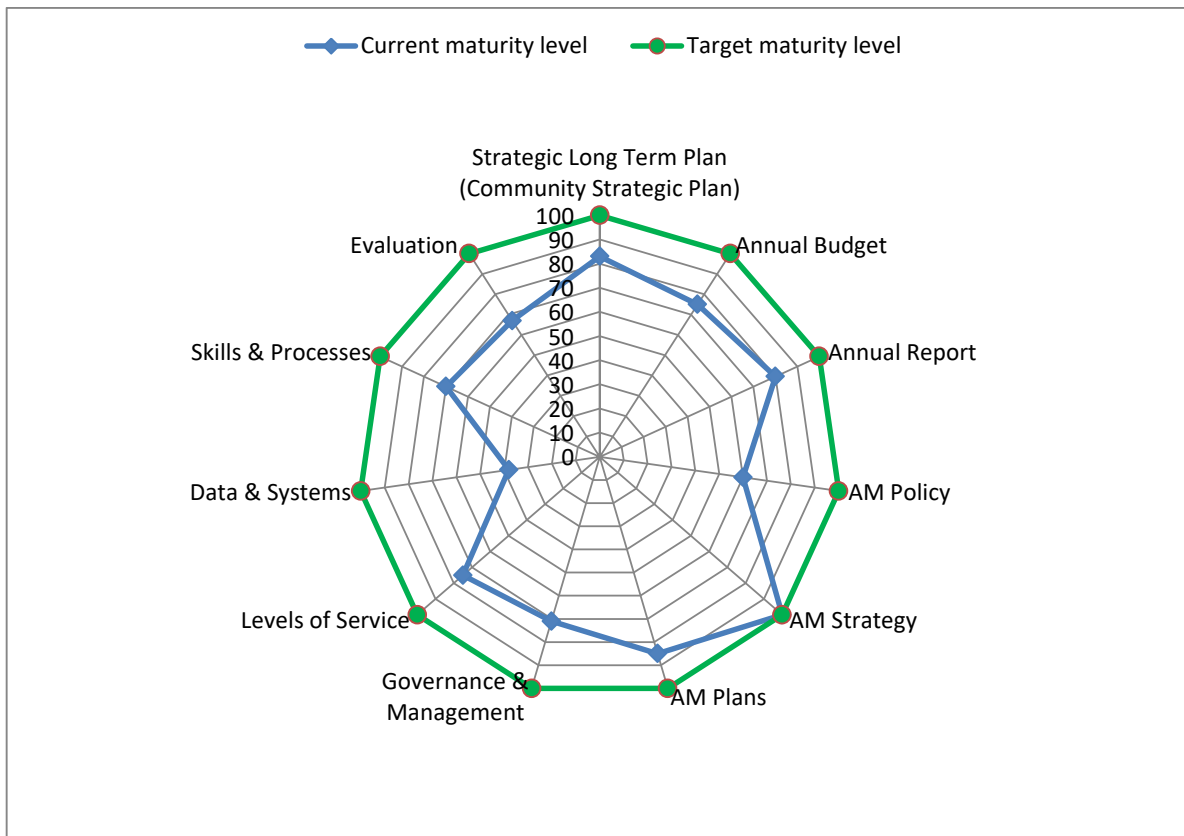 Current maturity level
Target maturity level
Strategic Long Term Plan
(Community Strategic Plan)
100
90
80
70
60
50
40
30
20
10
0
Annual Budget
Annual Report
AM Policy
AM Strategy
AM Plans
Governance &
Management
Levels of Service
Data & Systems
Skills & Processes
Evaluation